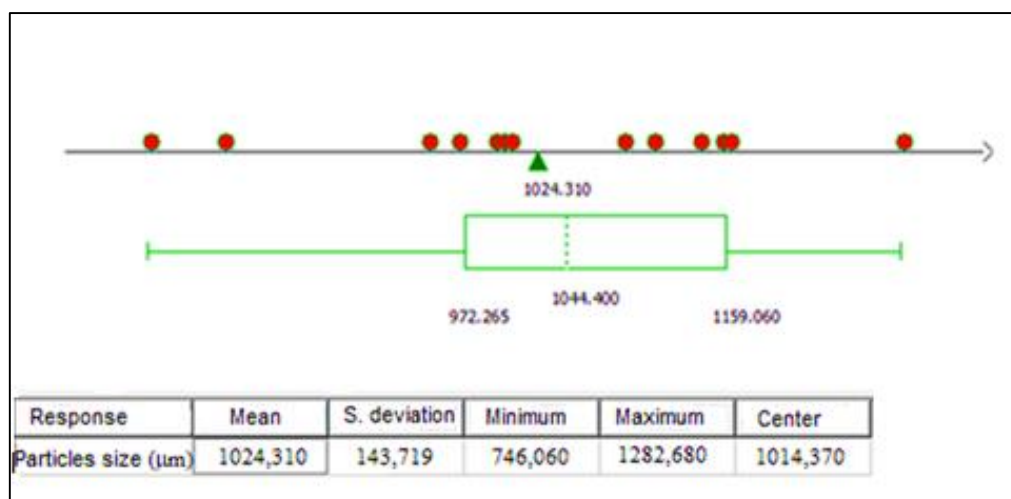 1024.310
1044.400
972.265 1159.060
Response Mean S. deviation Minimum Maximum Center
Particles size (µm) 1024,310 143,719 746,060 1282,680 1014,370